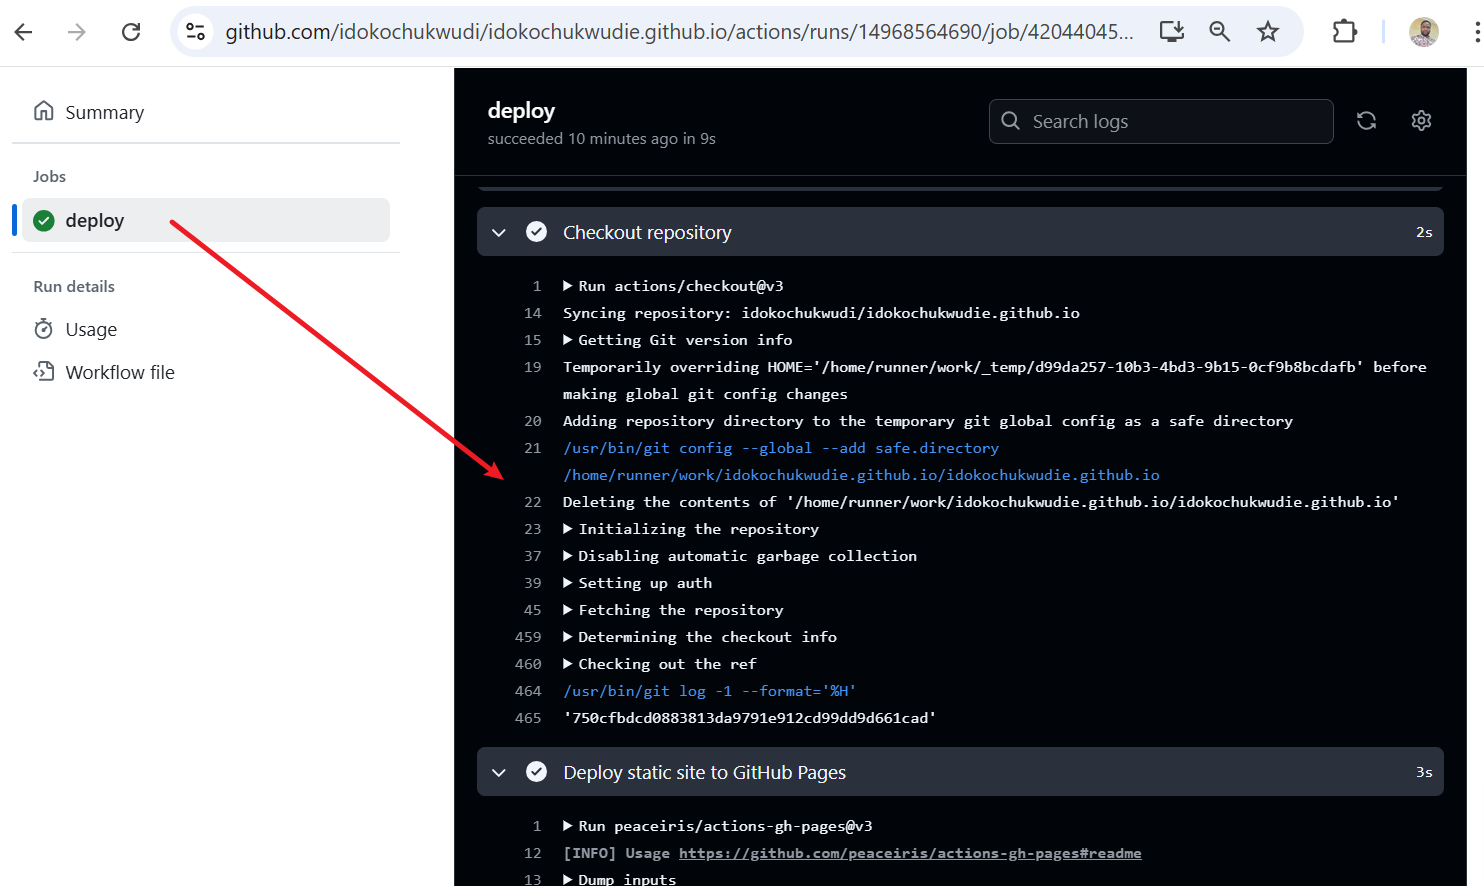 github.com/idokochukwudi/idokochukwudie.github.io/actions/runs/14968564690/job/42044045...
Summary
Jobs
deploy
Run details
Usage
Workflow file
deploy
succeeded 10 minutes ago in 9s
Search logs
Checkout repository 2s
1 Run actions/checkout@v3
14 Syncing repository: idokochukwudi/idokochukwudie.github.io
15 Getting Git version info
19 Temporarily overriding HOME='/home/runner/work/_temp/d99da257-10b3-4bd3-9b15-0cf9b8bcdafb' before
making global git config changes
20 Adding repository directory to the temporary git global config as a safe directory
21 /usr/bin/git config --global --add safe.directory
/home/runner/work/idokochukwudie.github.io/idokochukwudie.github.io
22 Deleting the contents of '/home/runner/work/idokochukwudie.github.io/idokochukwudie.github.io'
23 Initializing the repository
37 Disabling automatic garbage collection
39 Setting up auth
45 Fetching the repository
459 Determining the checkout info
460 Checking out the ref
464 /usr/bin/git log -1 --format='%H'
465 '750cfbdcd0883813da9791e912cd99dd9d661cad'
Deploy static site to GitHub Pages 3s
1 Run peaceiris/actions-gh-pages@v3
12 [INFO] Usage https://github.com/peaceiris/actions-gh-pages#readme
13 Dump inputs